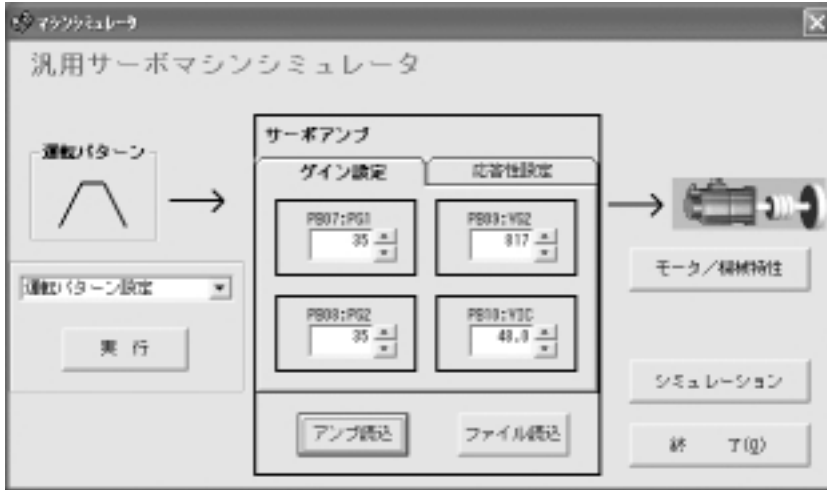 マシンシミュレータ
汎用サーボマシンシミュレータ
運転パターン
サーボアンプ
ゲイン設定
応答性設定
PB07:PG1
35
PB09:VG2
817
PB08:PG2
35
PB10:VIC
48.0
運転パターン設定
実 行
モータ/機械特性
シミュレーション
アンプ読込
ファイル読込
終 了(Q)